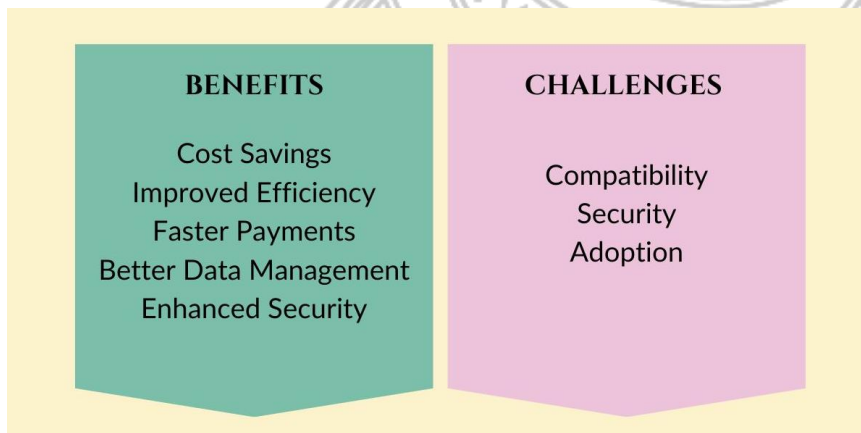 BENEFITS
Cost Savings
Improved Efficiency
Faster Payments
Better Data Management
Enhanced Security
CHALLENGES
Compatibility
Security
Adoption